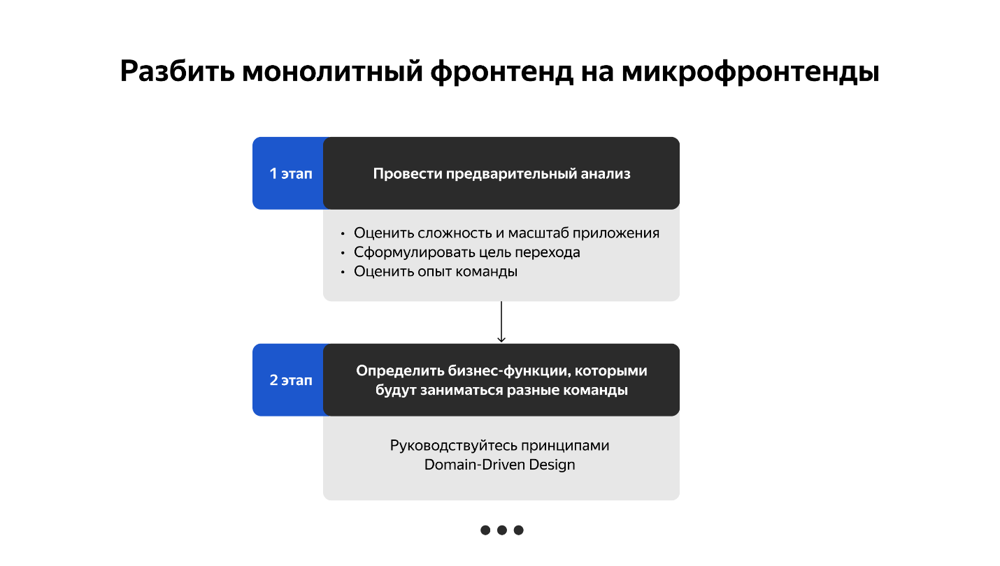 Разбить монолитный фронтенд на микрофронтенды
1 этап
Провести предварительный анализ
• Оценить сложность и масштаб приложения
• Сформулировать цель перехода
• Оценить опыт команды
2 этап
Определить бизнес-функции, которыми
будут заниматься разные команды
Руководствуйтесь принципами
Domain-Driven Design